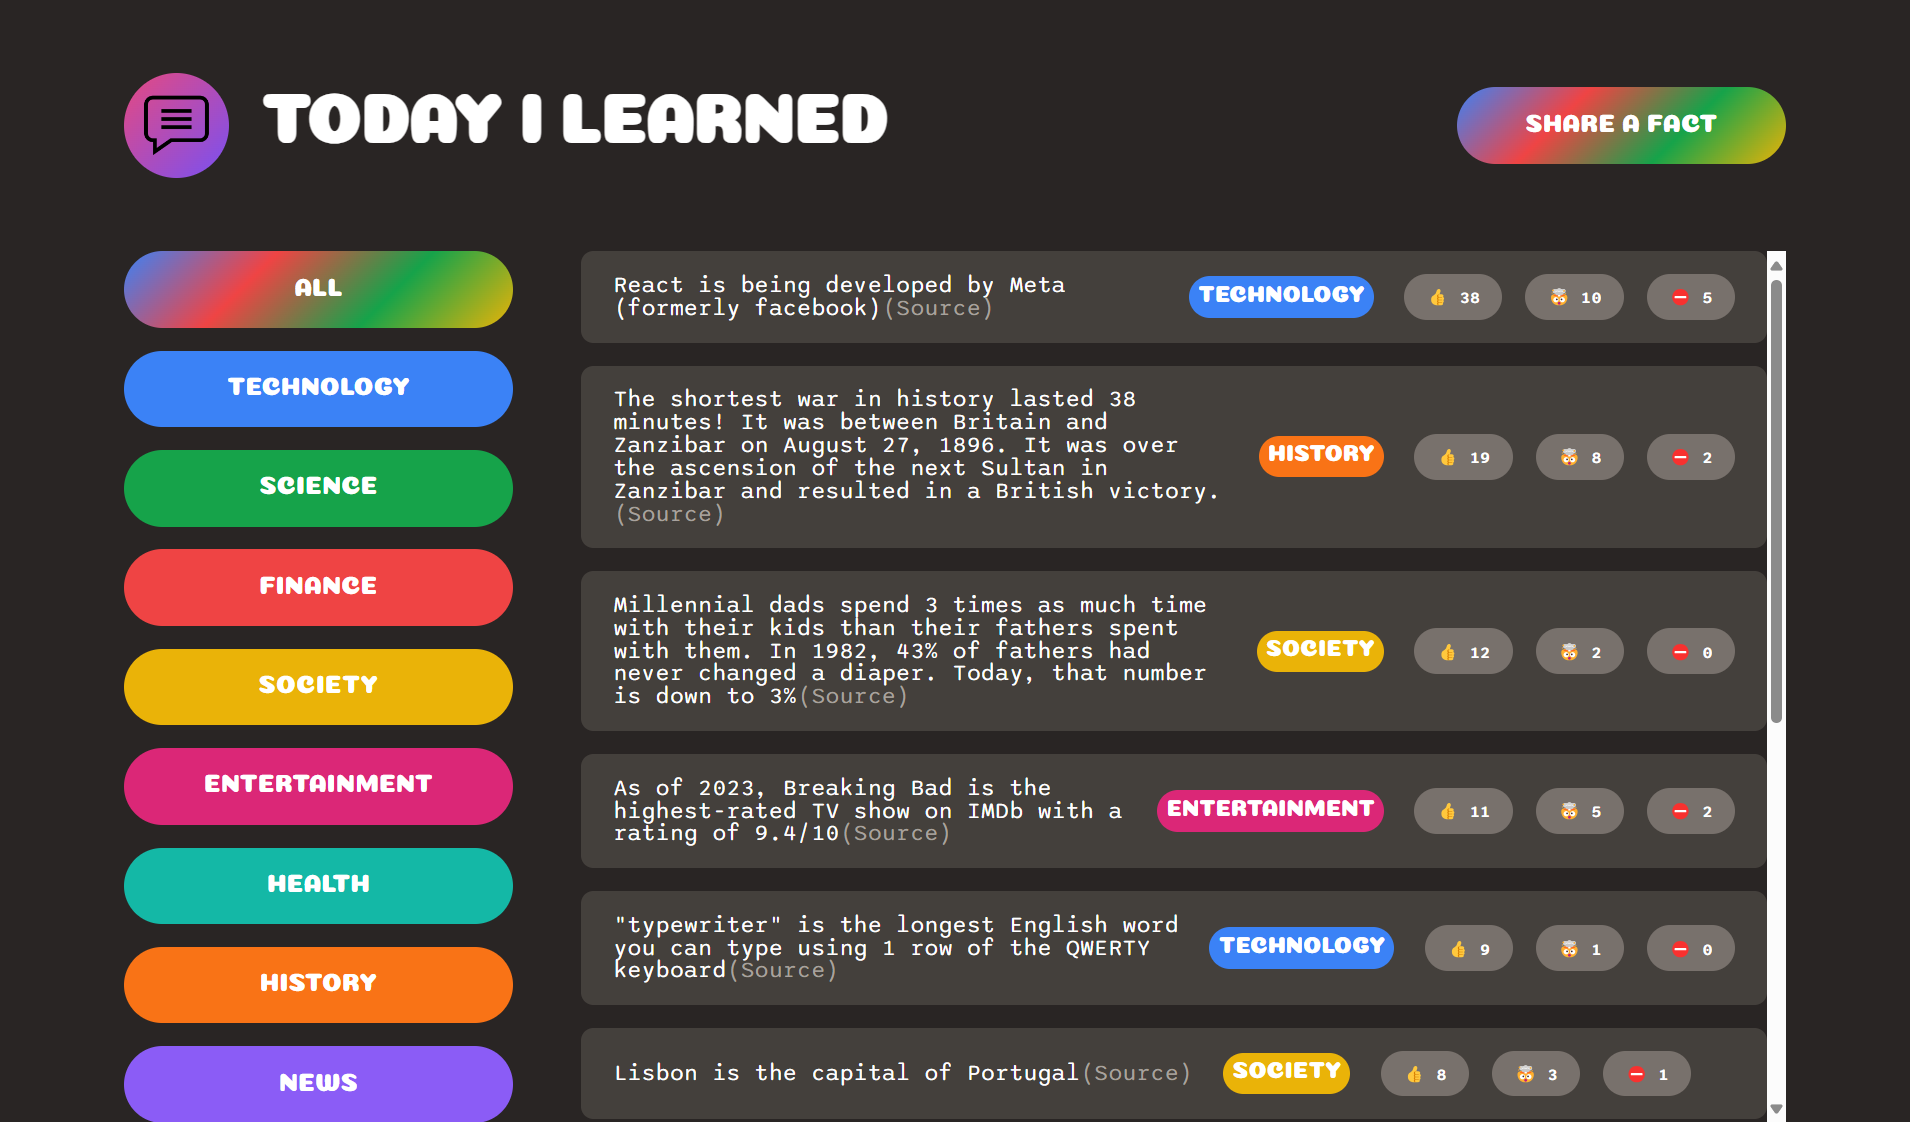 TODAY I LEARNED
SHARE A FACT
ALL
TECHNOLOGY
SCIENCE
FINANCE
SOCIETY
ENTERTAINMENT
HEALTH
HISTORY
NEWS
React is being developed by Meta
(formerly facebook)(Source)
TECHNOLOGY 👍 38 🤯 10 ⛔ 5
The shortest war in history lasted 38
minutes! It was between Britain and
Zanzibar on August 27, 1896. It was over
the ascension of the next Sultan in
Zanzibar and resulted in a British victory.
(Source)
HISTORY 👍 19 🤯 8 ⛔ 2
Millennial dads spend 3 times as much time
with their kids than their fathers spent
with them. In 1982, 43% of fathers had
never changed a diaper. Today, that number
is down to 3%(Source)
SOCIETY 👍 12 🤯 2 ⛔ 0
As of 2023, Breaking Bad is the
highest-rated TV show on IMDb with a
rating of 9.4/10(Source)
ENTERTAINMENT 👍 11 🤯 5 ⛔ 2
"typewriter" is the longest English word
you can type using 1 row of the QWERTY
keyboard(Source)
TECHNOLOGY 👍 9 🤯 1 ⛔ 0
Lisbon is the capital of Portugal(Source)
SOCIETY 👍 8 🤯 3 ⛔ 1